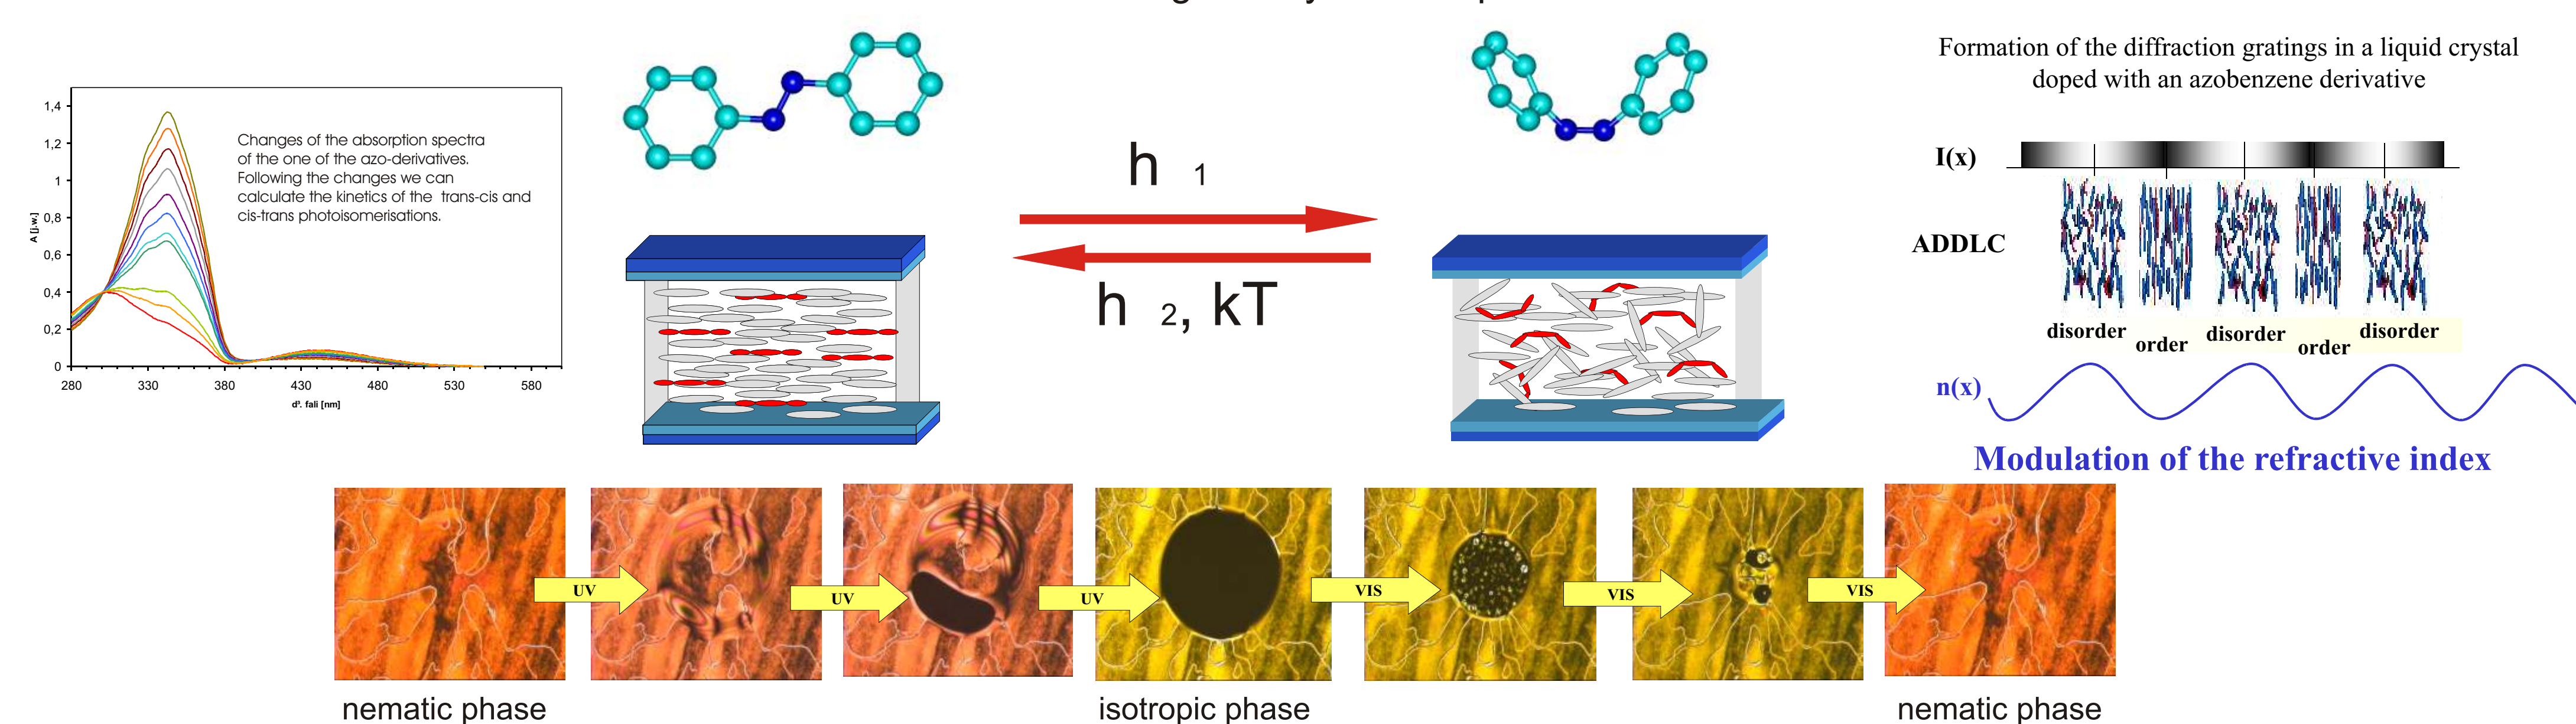 1,4
1,2
1
0,8
0,6
0,4
0,2
0
A [j.w.]
280 330 380 430 480 530 580
Changes of the absorption spectra
of the one of the azo-derivatives.
Following the changes we can
calculate the kinetics of the trans-cis and
cis-trans photoisomerisations.
h 1
h 2, kT
Formation of the diffraction gratings in a liquid crystal
doped with an azobenzene derivative
I(x)
ADDLC
disorder order disorder order disorder
n(x)
Modulation of the refractive index
d³. fali [nm]
UV UV UV VIS VIS VIS
nematic phase isotropic phase nematic phase